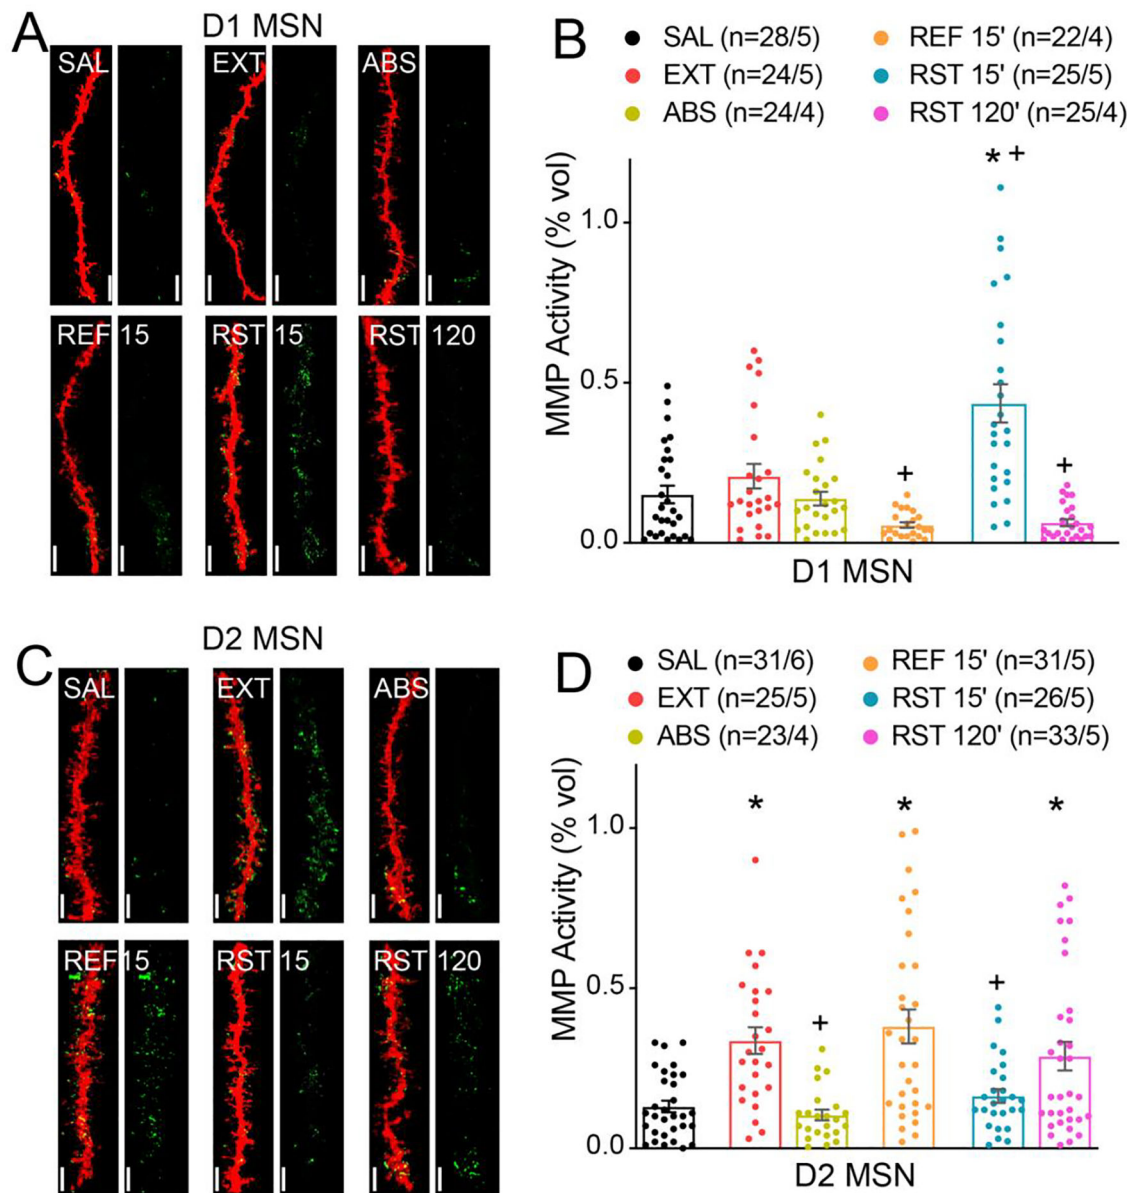 A
D1 MSN
SAL
EXT
ABS
REF 15
RST 15
RST 120
B
SAL (n=28/5)
EXT (n=24/5)
ABS (n=24/4)
REF 15' (n=22/4)
RST 15' (n=25/5)
RST 120' (n=25/4)
MMP Activity (% vol)
1.0
0.5
0.0
* +
+
+
D1 MSN
C
D2 MSN
SAL
EXT
ABS
REF15
RST 15
RST 120
D
SAL (n=31/6)
EXT (n=25/5)
ABS (n=23/4)
REF 15' (n=31/5)
RST 15' (n=26/5)
RST 120' (n=33/5)
MMP Activity (% vol)
1.0
0.5
0.0
*
+
*
+
*
D2 MSN